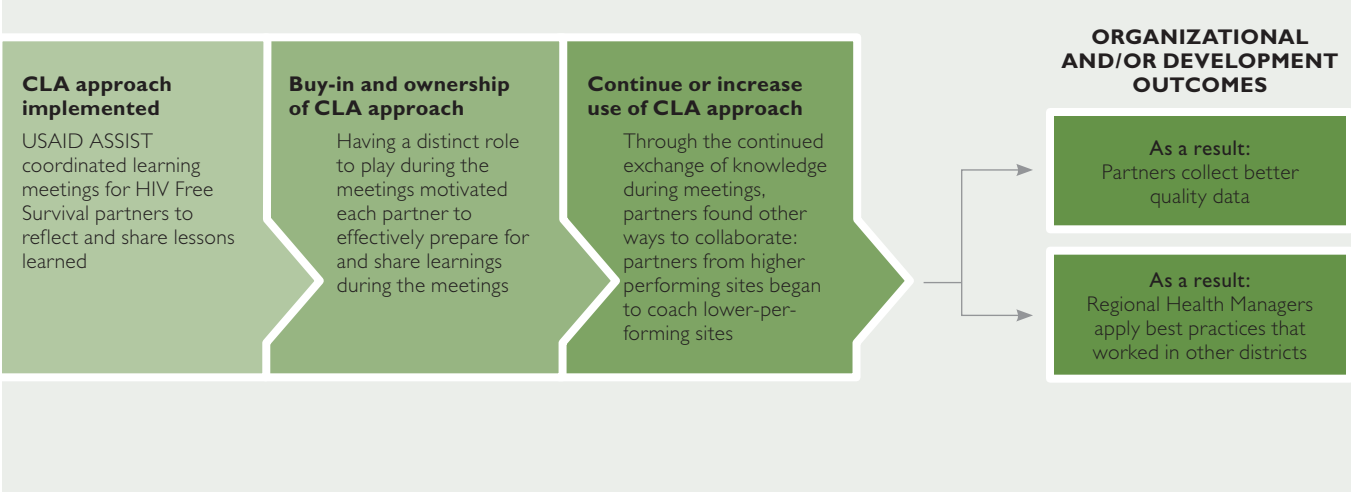 CLA approach
implemented
USAID ASSIST
coordinated learning
meetings for HIV Free
Survival partners to
reflect and share lessons
learned
Buy-in and ownership
of CLA approach
Having a distinct role
to play during the
meetings motivated
each partner to
effectively prepare for
and share learnings
during the meetings
Continue or increase
use of CLA approach
Through the continued
exchange of knowledge
during meetings,
partners found other
ways to collaborate:
partners from higher
performing sites began
to coach lower-per-
forming sites
ORGANIZATIONAL
AND/OR DEVELOPMENT
OUTCOMES
As a result:
Partners collect better
quality data
As a result:
Regional Health Managers
apply best practices that
worked in other districts